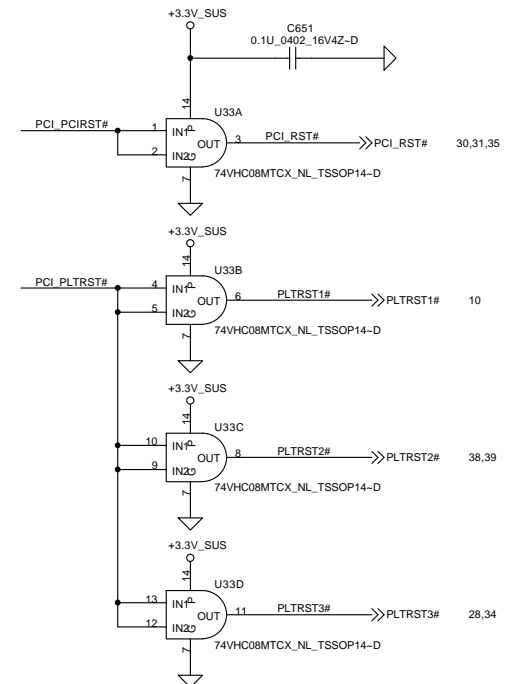 +3.3V_SUS
C651
0.1U_0402_16V4Z~D
14
U33A
PCI_PCIRST# 1 IN1 P
OUT 3 PCI_RST# PCI_RST# 30,31,35
2 IN2 G
7 74VHC08MTCX_NL_TSSOP14~D
+3.3V_SUS
14
U33B
PCI_PLTRST# 4 IN1 P
OUT 6 PLTRST1# PLTRST1# 10
5 IN2 G
7 74VHC08MTCX_NL_TSSOP14~D
+3.3V_SUS
14
U33C
10 IN1 P
OUT 8 PLTRST2# PLTRST2# 38,39
9 IN2 G
7 74VHC08MTCX_NL_TSSOP14~D
+3.3V_SUS
14
U33D
13 IN1 P
OUT 11 PLTRST3# PLTRST3# 28,34
12 IN2 G
7 74VHC08MTCX_NL_TSSOP14~D